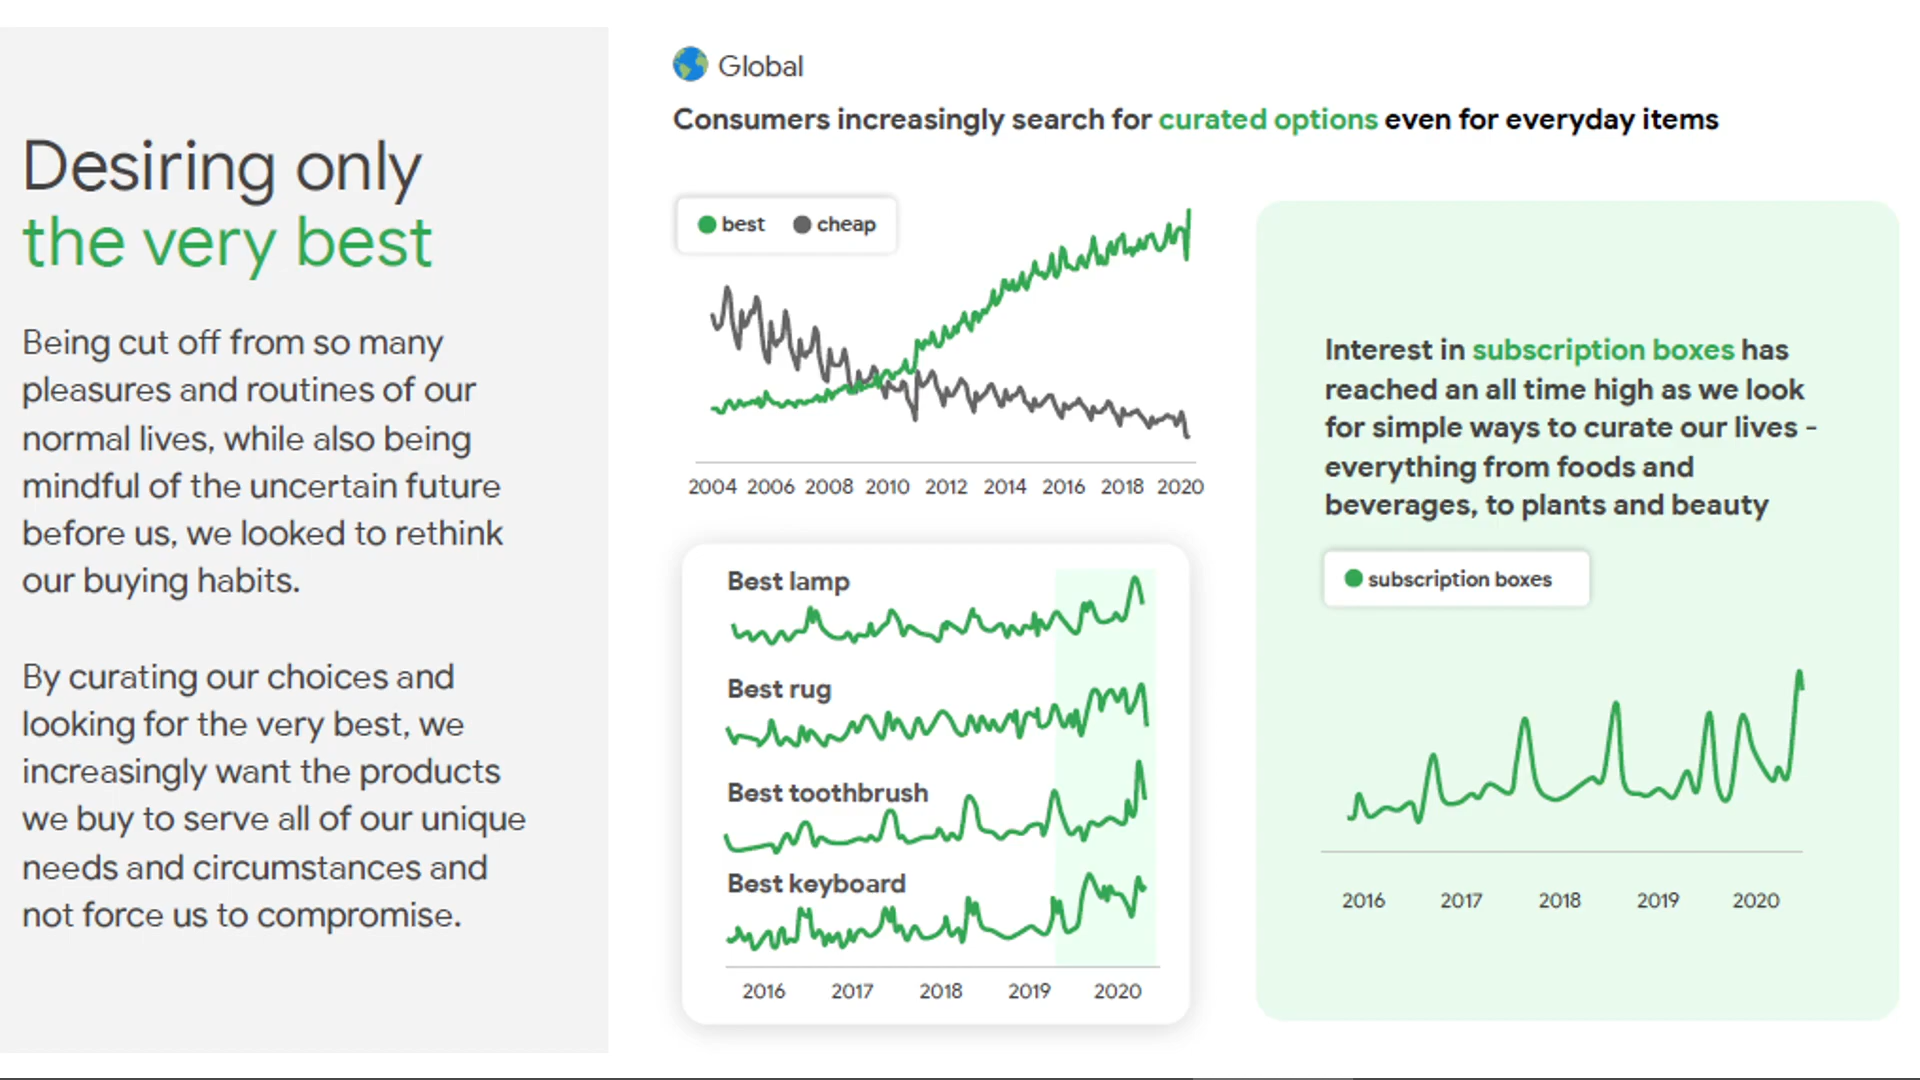 Desiring only
the very best
Being cut off from so many
pleasures and routines of our
normal lives, while also being
mindful of the uncertain future
before us, we looked to rethink
our buying habits.
By curating our choices and
looking for the very best, we
increasingly want the products
we buy to serve all of our unique
needs and circumstances and
not force us to compromise.
Global
Consumers increasingly search for curated options even for everyday items
best cheap
2004 2006 2008 2010 2012 2014 2016 2018 2020
Best lamp
Best rug
Best toothbrush
Best keyboard
2016 2017 2018 2019 2020
Interest in subscription boxes has
reached an all time high as we look
for simple ways to curate our lives -
everything from foods and
beverages, to plants and beauty
subscription boxes
2016 2017 2018 2019 2020